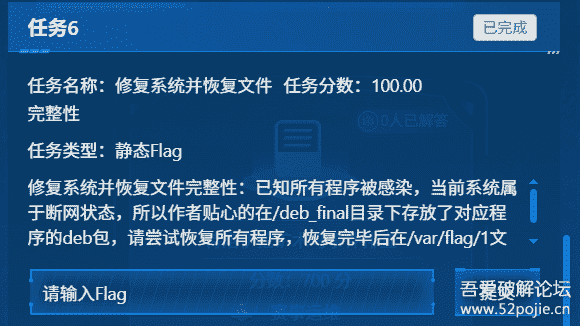 任务6
已完成
任务名称：修复系统并恢复文件 任务分数：100.00
完整性
0人已解答
任务类型：静态Flag
修复系统并恢复文件完整性：已知所有程序被感染，当前系统属
于断网状态，所以作者贴心的在/deb_final目录下存放了对应程
序的deb包，请尝试恢复所有程序，恢复完毕后在/var/flag/1文
请输入Flag
提交
吾爱破解论坛
www.52pojie.cn